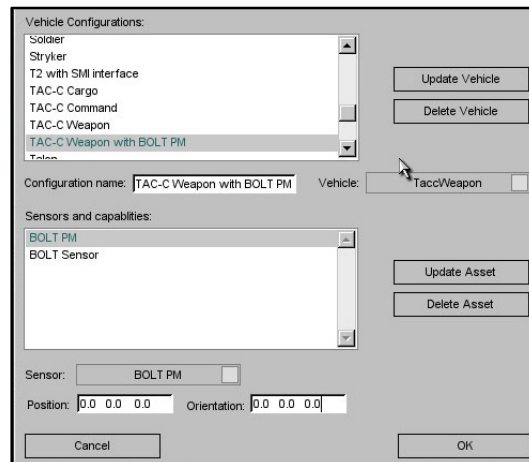 Vehicle Configurations:
Soldier
Stryker
T2 with SMI interface
TAC-C Cargo
TAC-C Command
TAC-C Weapon
TAC-C Weapon with BOLT PM
Talon
Update Vehicle
Delete Vehicle
Configuration name: TAC-C Weapon with BOLT PM Vehicle: TaccWeapon
Sensors and capablities:
BOLT PM
BOLT Sensor
Update Asset
Delete Asset
Sensor: BOLT PM
Position: 0.0 0.0 0.0 Orientation: 0.0 0.0 0.0
Cancel OK